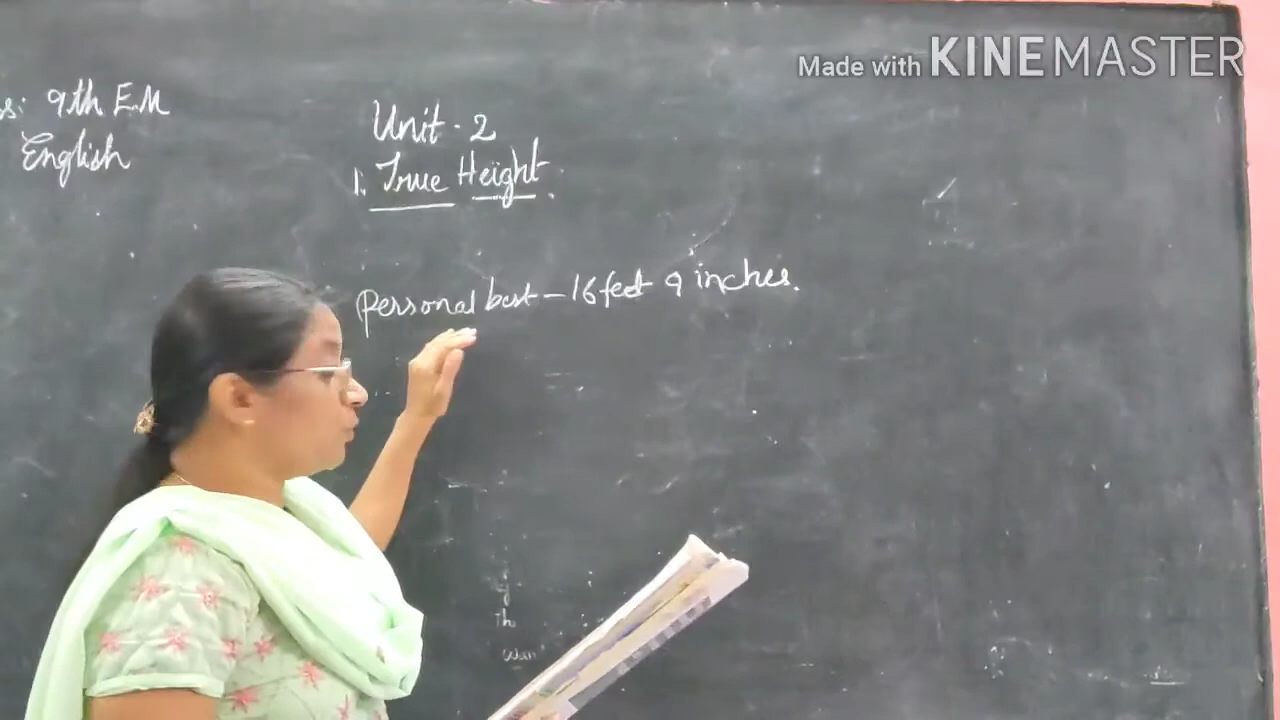 Made with KINEMASTER
9th E.M
English
Unit - 2
1. True Height.
Personal best - 16 feet 9 inches.